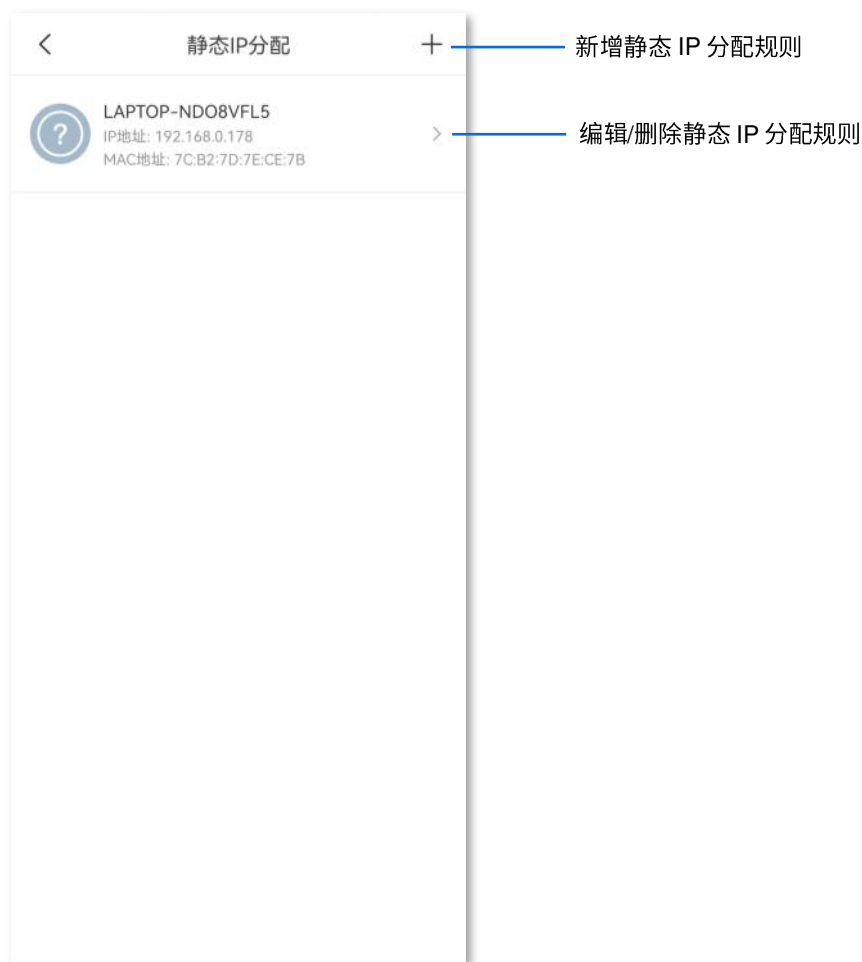 静态IP分配
新增静态 IP 分配规则
LAPTOP-NDO8VFL5
IP地址: 192.168.0.178
MAC地址: 7C:B2:7D:7E:CE:7B
编辑/删除静态 IP 分配规则